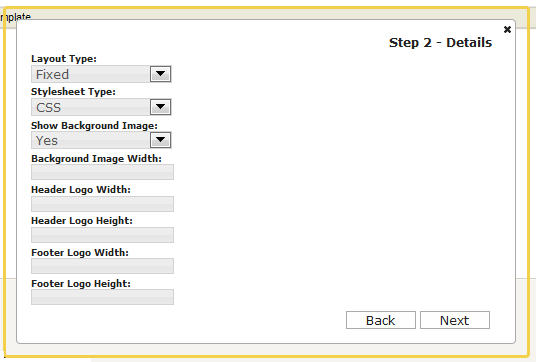 mplate
Step 2 - Details
Layout Type:
Fixed
Stylesheet Type:
CSS
Show Background Image:
Yes
Background Image Width:
Header Logo Width:
Header Logo Height:
Footer Logo Width:
Footer Logo Height:
Back
Next